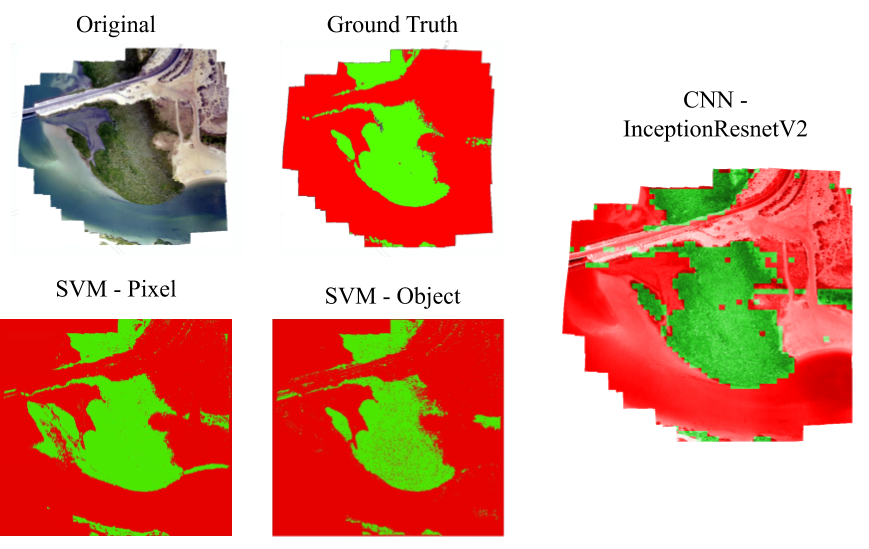 Original
Ground Truth
CNN -
InceptionResnetV2
SVM - Pixel
SVM - Object